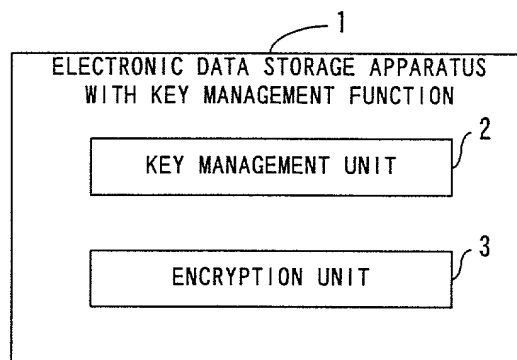 1
ELECTRONIC DATA STORAGE APPARATUS
WITH KEY MANAGEMENT FUNCTION
2
KEY MANAGEMENT UNIT
3
ENCRYPTION UNIT